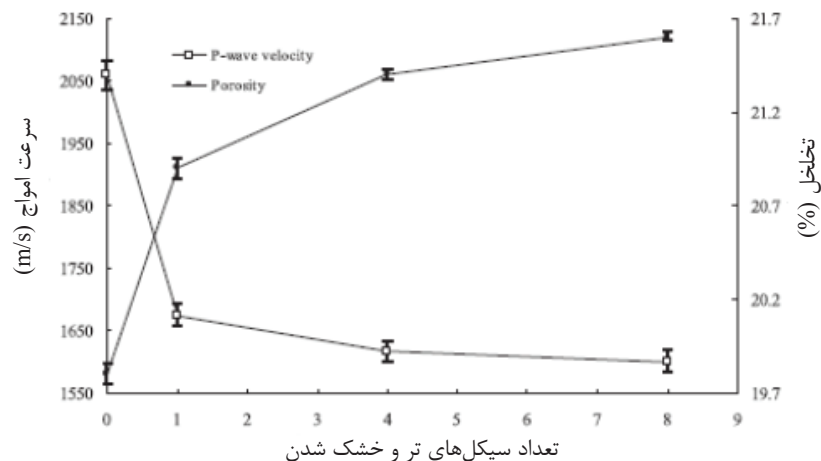 2150
2050
1950
1850
1750
1650
1550
سرعت امواج (m/s)
P-wave velocity
Porosity
21.7
21.2
20.7
20.2
19.7
تخلخل (%)
0 1 2 3 4 5 6 7 8 9
تعداد سیکل‌های تر و خشک شدن